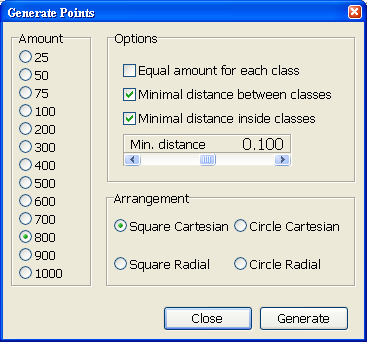 Generate Points
Amount
25
50
75
100
200
300
400
500
600
700
800
900
1000
Options
Equal amount for each class
Minimal distance between classes
Minimal distance inside classes
Min. distance 0.100
Arrangement
Square Cartesian Circle Cartesian
Square Radial Circle Radial
Close Generate